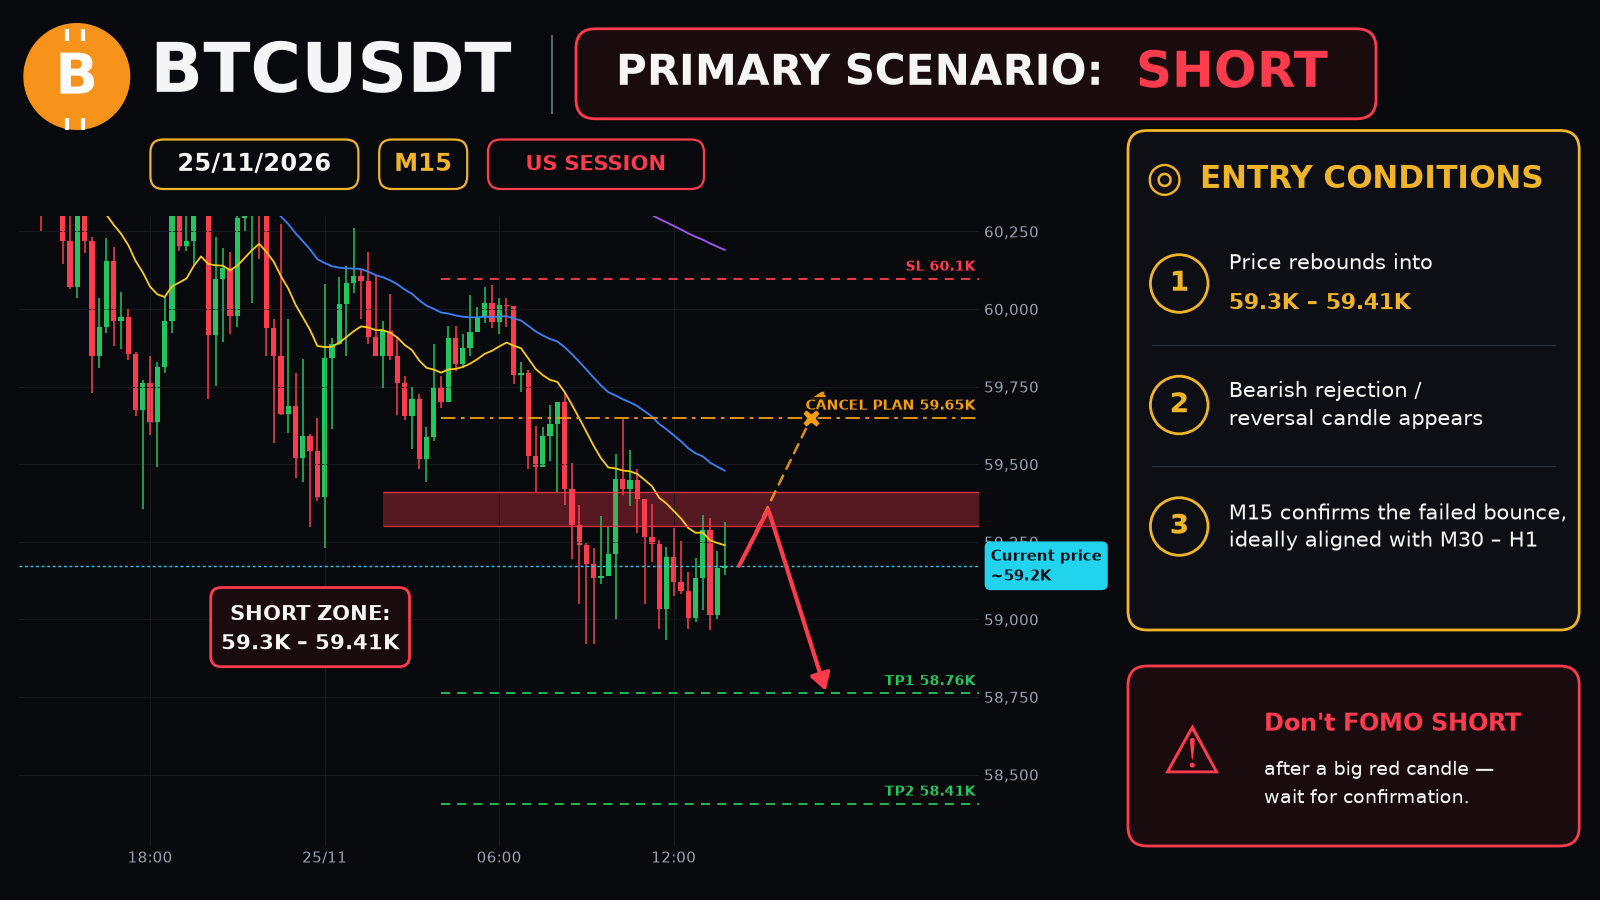 BTCUSDT
PRIMARY SCENARIO: SHORT
25/11/2026
M15
US SESSION
ENTRY CONDITIONS
1
Price rebounds into
59.3K – 59.41K
2
Bearish rejection /
reversal candle appears
3
M15 confirms the failed bounce,
ideally aligned with M30 – H1
SL 60.1K
CANCEL PLAN 59.65K
Current price
~59.2K
SHORT ZONE:
59.3K – 59.41K
TP1 58.76K
TP2 58.41K
60,250
60,000
59,750
59,500
59,250
59,000
58,750
58,500
18:00
25/11
06:00
12:00
Don't FOMO SHORT
after a big red candle —
wait for confirmation.